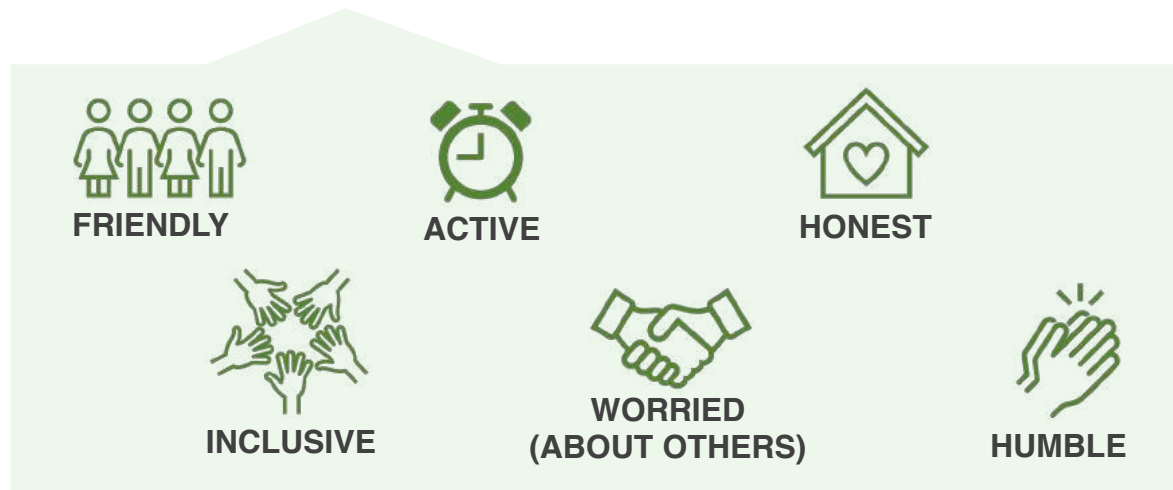 FRIENDLY
ACTIVE
HONEST
INCLUSIVE
WORRIED
(ABOUT OTHERS)
HUMBLE